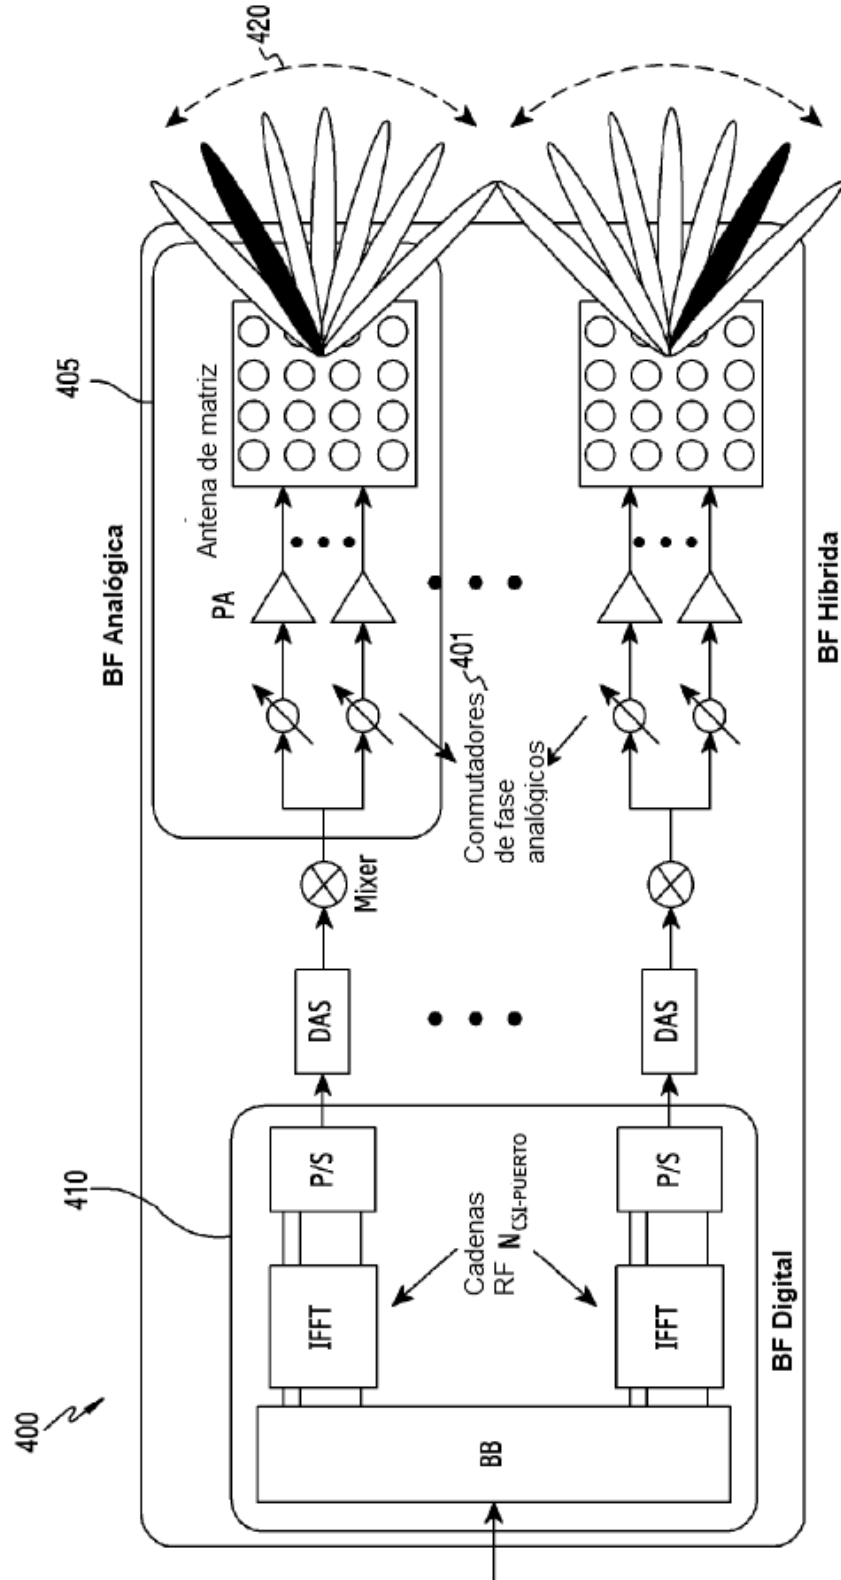 400
410
405
420
BF Analógica
PA
Antena de matriz
BB
IFFT
P/S
DAS
Mixer
Cadenas
RF N CSI-PUERTO
Conmutadores 401
de fase
analógicos
IFFT
P/S
DAS
BF Digital
BF Híbrida